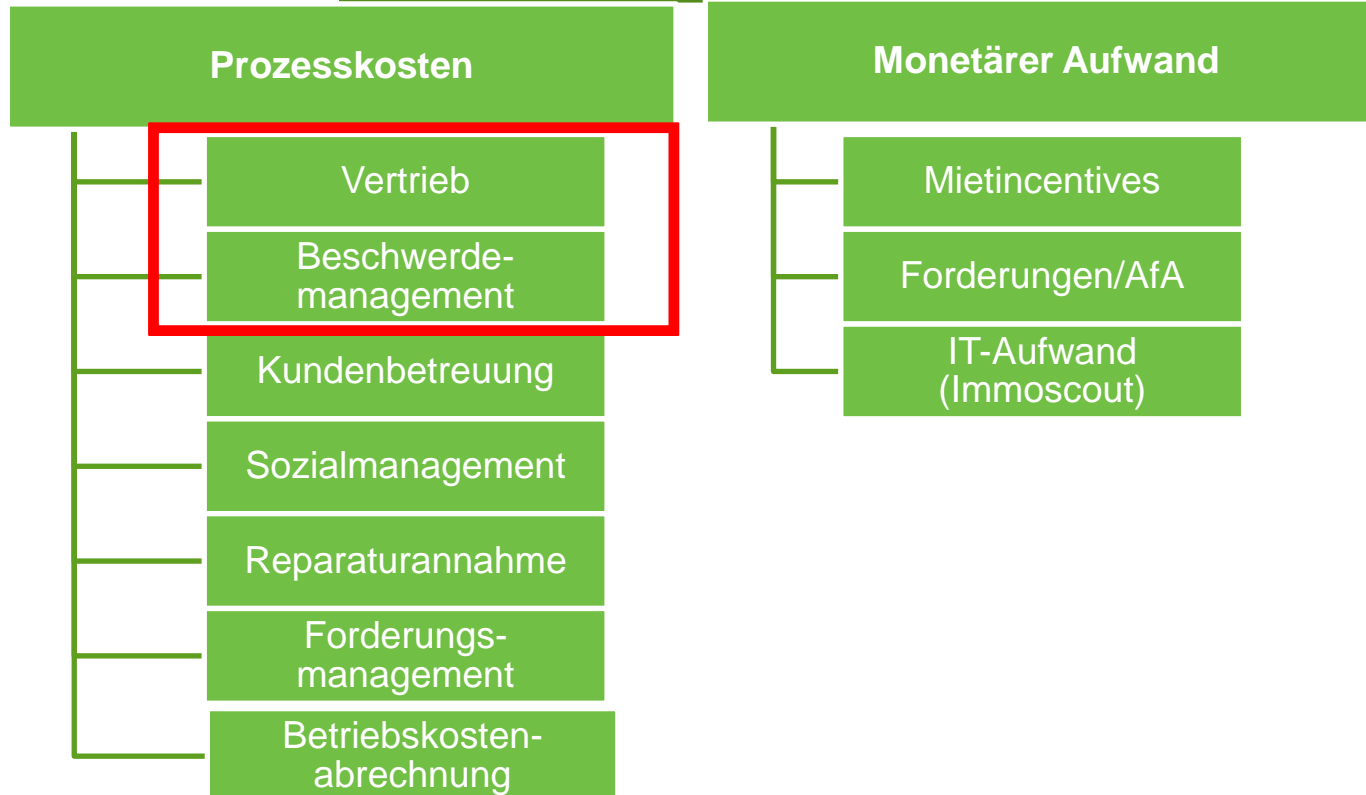 Prozesskosten
Vertrieb
Beschwerde-
management
Kundenbetreuung
Sozialmanagement
Reparaturannahme
Forderungs-
management
Betriebskosten-
abrechnung
Monetärer Aufwand
Mietincentives
Forderungen/AfA
IT-Aufwand
(Immoscout)